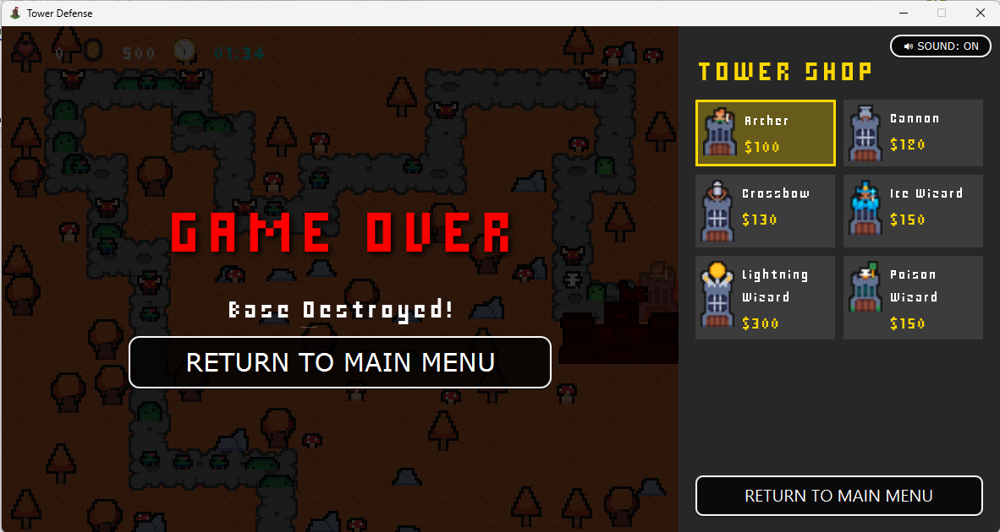 Tower Defense
0 500 01:34
SOUND: ON
TOWER SHOP
Archer
$100
Cannon
$120
Crossbow
$130
Ice Wizard
$150
Lightning
Wizard
$300
Poison
Wizard
$150
GAME OVER
Base Destroyed!
RETURN TO MAIN MENU
RETURN TO MAIN MENU